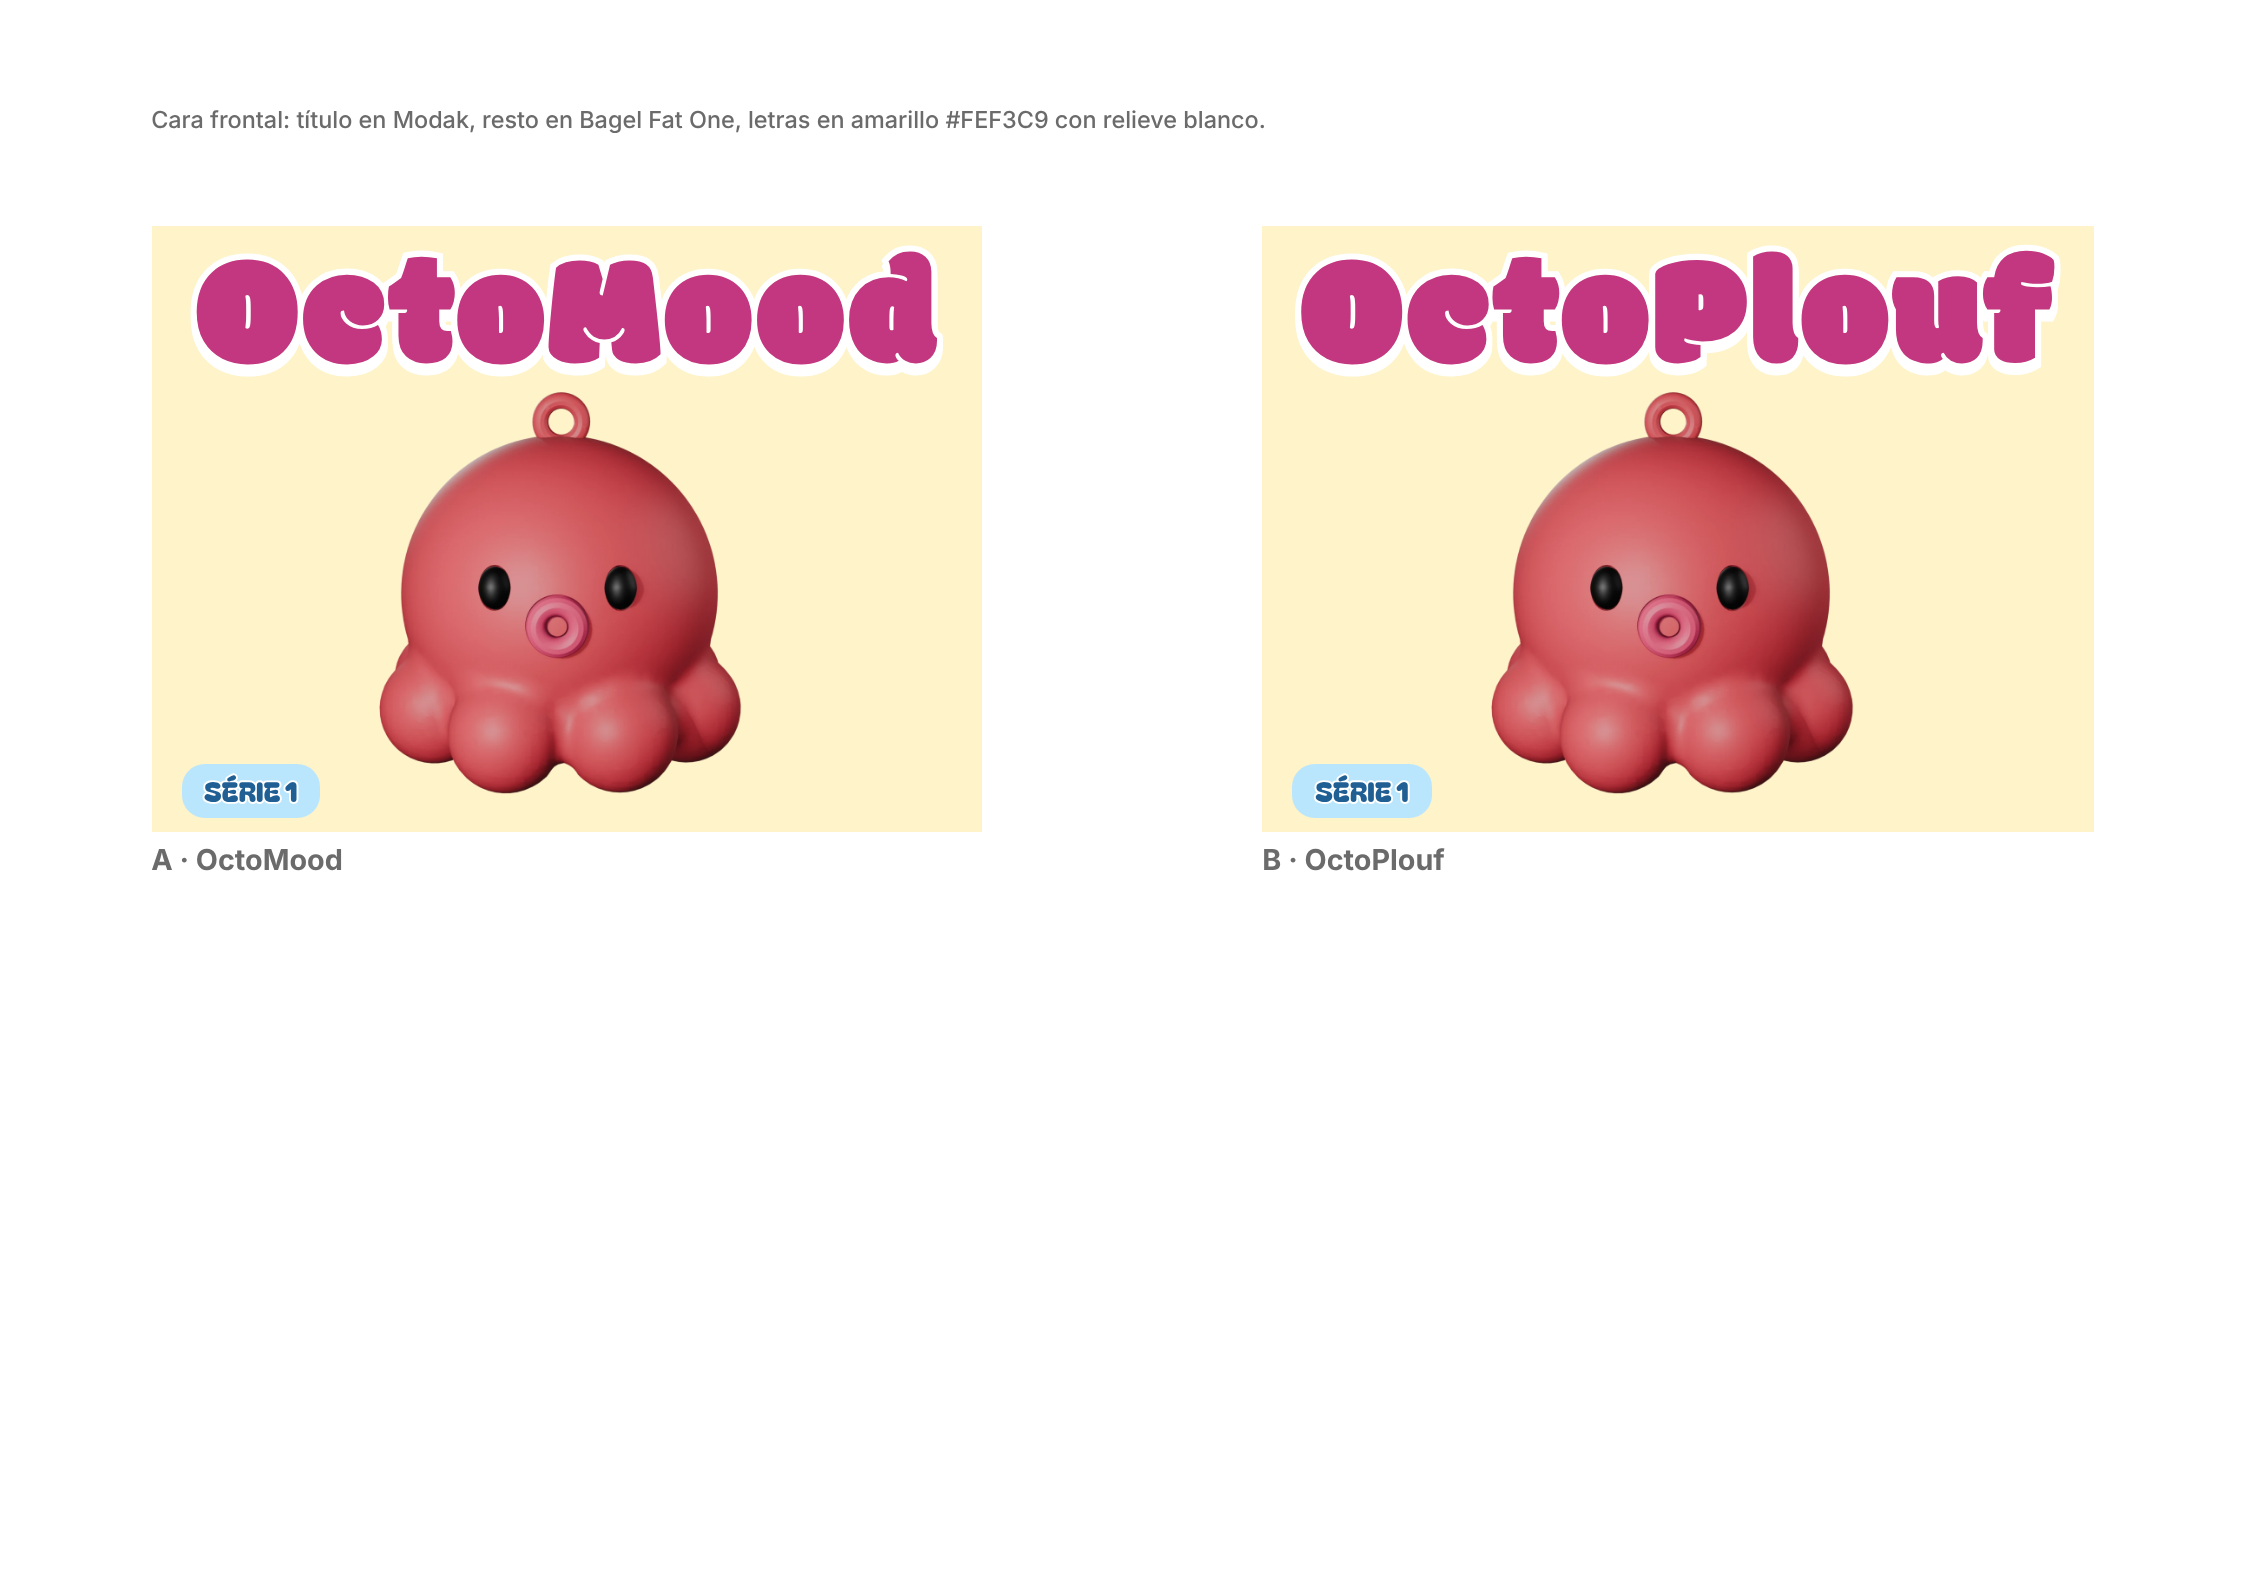 Cara frontal: título en Modak, resto en Bagel Fat One, letras en amarillo #FEF3C9 con relieve blanco.
OctoMood
OctoPlouf
SÉRIE 1
SÉRIE 1
A · OctoMood
B · OctoPlouf